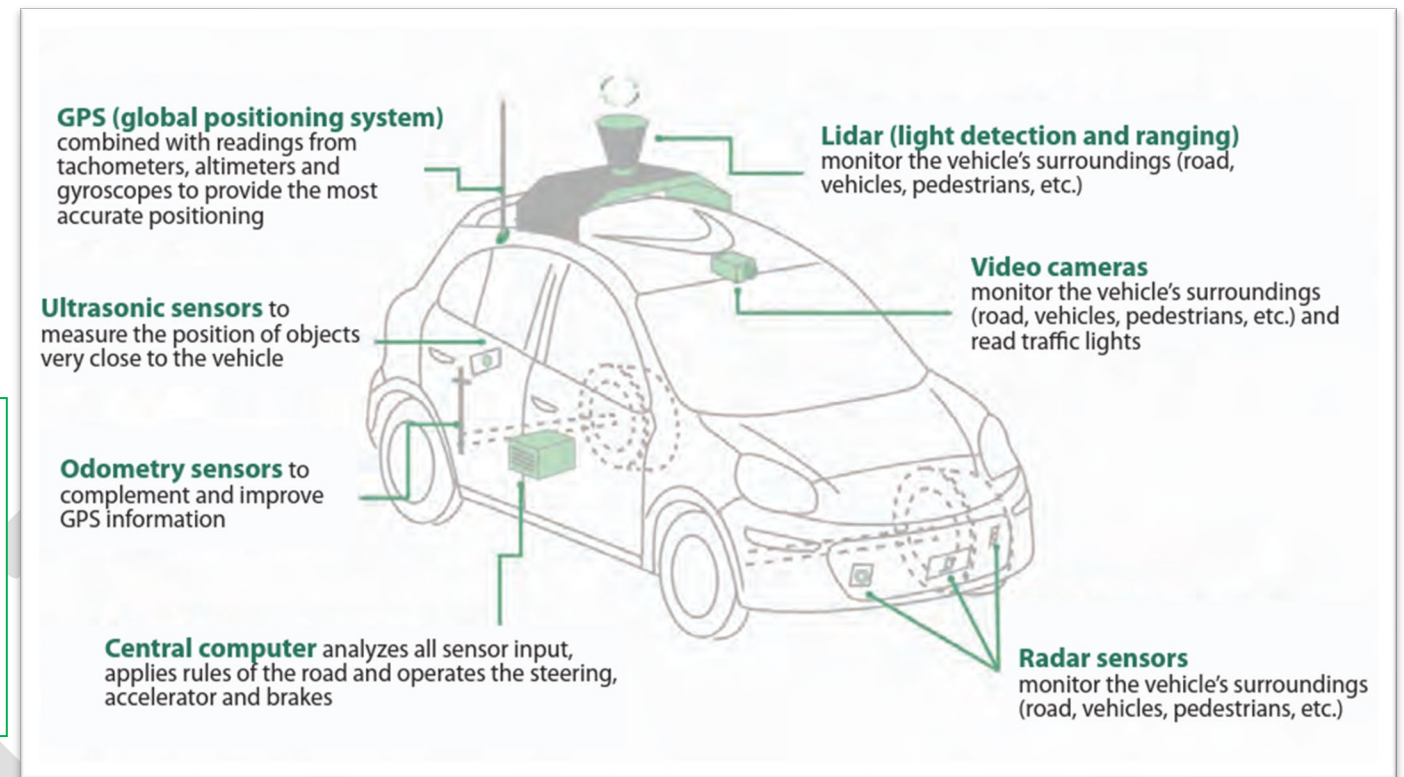 GPS (global positioning system)
combined with readings from
tachometers, altimeters and
gyroscopes to provide the most
accurate positioning
Lidar (light detection and ranging)
monitor the vehicle's surroundings (road,
vehicles, pedestrians, etc.)
Video cameras
monitor the vehicle's surroundings
(road, vehicles, pedestrians, etc.) and
read traffic lights
Ultrasonic sensors to
measure the position of objects
very close to the vehicle
Odometry sensors to
complement and improve
GPS information
Central computer analyzes all sensor input,
applies rules of the road and operates the steering,
accelerator and brakes
Radar sensors
monitor the vehicle's surroundings
(road, vehicles, pedestrians, etc.)